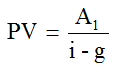 PV = A₁ / (i - g)